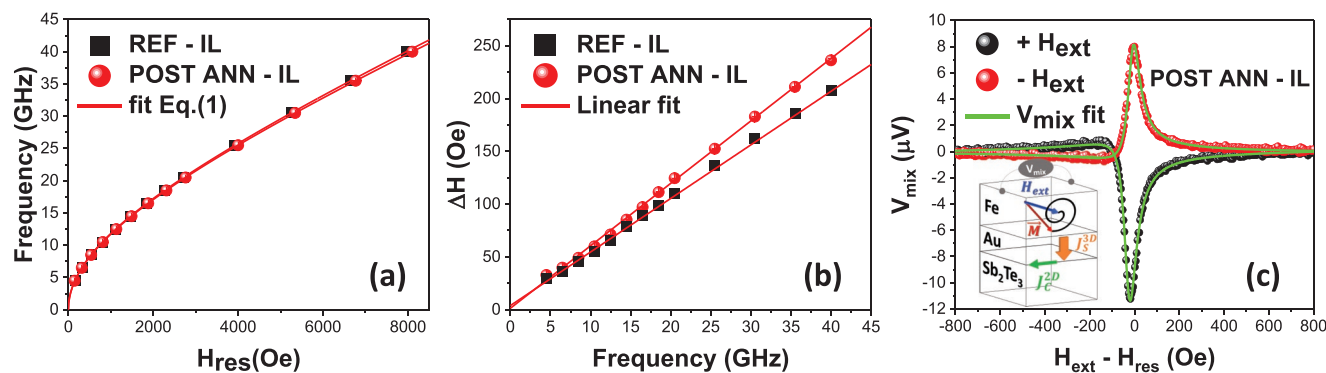 Frequency (GHz)
45
40
35
30
25
20
15
10
5
0
REF - IL
POST ANN - IL
fit Eq.(1)
(a)
0 2000 4000 6000 8000
Hres(Oe)
ΔH (Oe)
250
200
150
100
50
0
REF - IL
POST ANN - IL
Linear fit
(b)
0 5 10 15 20 25 30 35 40 45
Frequency (GHz)
Vmix (μV)
10
8
6
4
2
0
-2
-4
-6
-8
-10
-12
+ Hext
- Hext POST ANN - IL
Vmix fit
Vmix
Hext
Fe
M
Au
JS3D
Sb2Te3
JC2D
(c)
-800 -600 -400 -200 0 200 400 600 800
Hext - Hres (Oe)